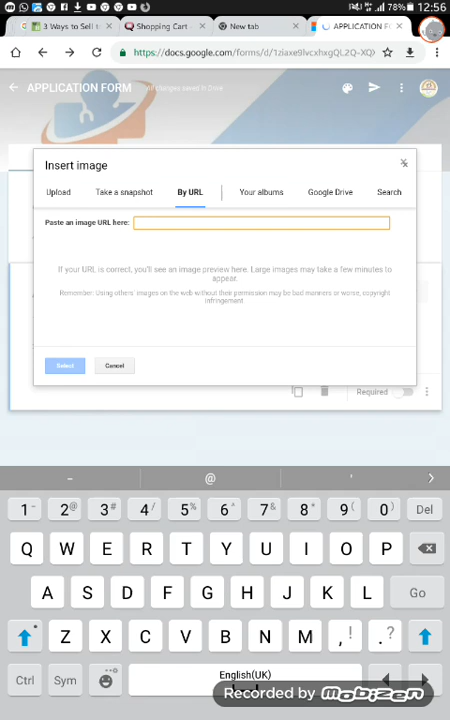 78% 12:56
3 Ways to Sell t
Shopping Cart -
New tab
APPLICATION FORM
https://docs.google.com/forms/d/1ziaxe9lvcxhxgQL2Q-XQX
APPLICATION FORM All changes saved in Drive
Insert image
Upload Take a snapshot By URL Your albums Google Drive Search
Paste an image URL here:
If your URL is correct, you'll see an image preview here. Large images may take a few minutes to
appear.
Remember: Using others' images on the web without their permission may be bad manners or worse, copyright
infringement.
Select Cancel
Required
- @ '
1 - 2 @ 3 # 4 / 5 % 6 ^ 7 & 8 * 9 ( 0 ) Del
Q W E R T Y U I O P
A S D F G H J K L Go
Z X C V B N M , ! . ?
Ctrl Sym English(UK)
Recorded by mobizen